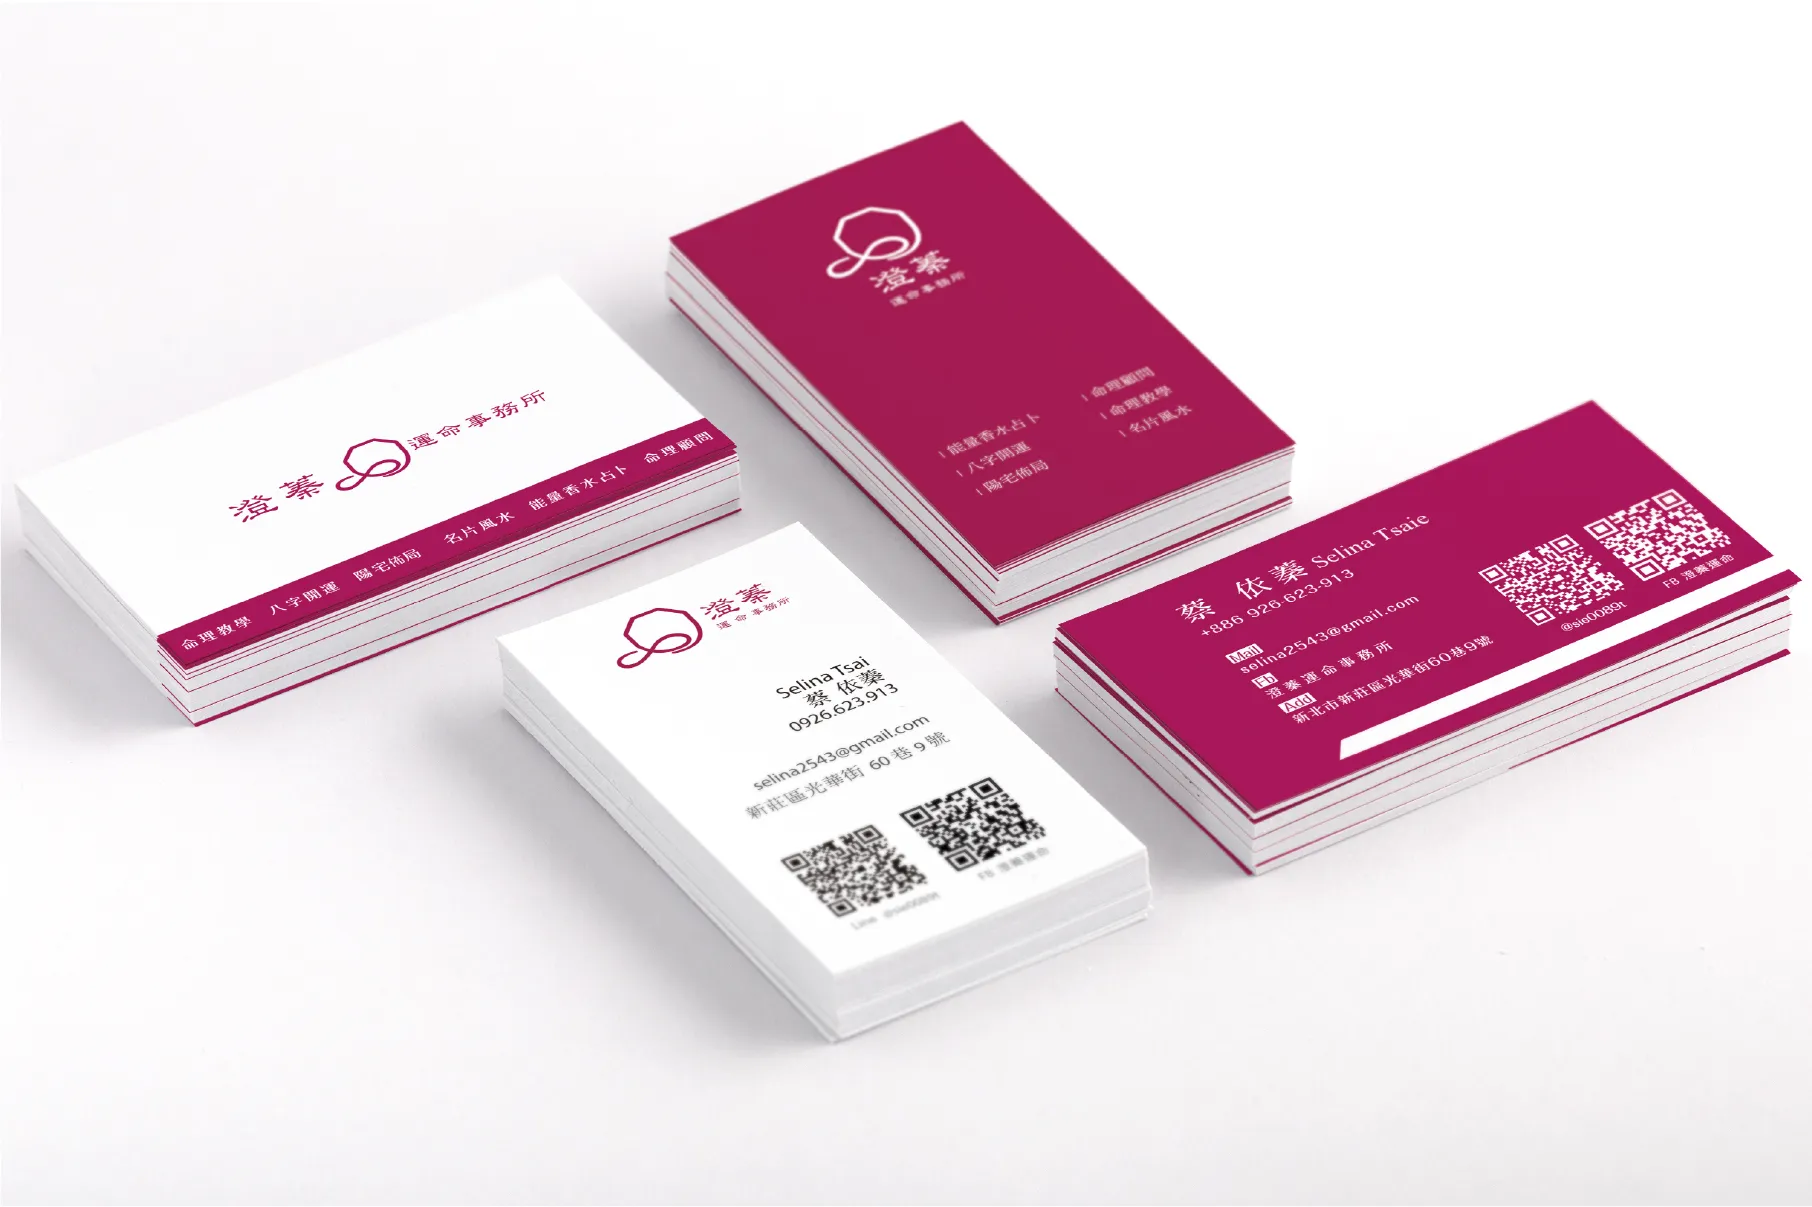 澄蓁 運命事務所
命理教學 八字開運 陽宅佈局 名片風水 能量香水占卜 命理顧問
澄蓁
運命事務所
| 能量香水占卜
| 八字開運
| 陽宅佈局
| 命理顧問
| 命理教學
| 名片風水
澄蓁
運命事務所
Selina Tsai
蔡 依蓁
0926.623.913
selina2543@gmail.com
新莊區光華街 60 巷 9 號
Line @sie0089t
FB 澄蓁運命
蔡 依蓁 Selina Tsaie
+886 926-623-913
Mail
selina2543@gmail.com
Fb
澄蓁運命事務所
Add
新北市新莊區光華街60巷9號
@sie0089t
FB 澄蓁運命